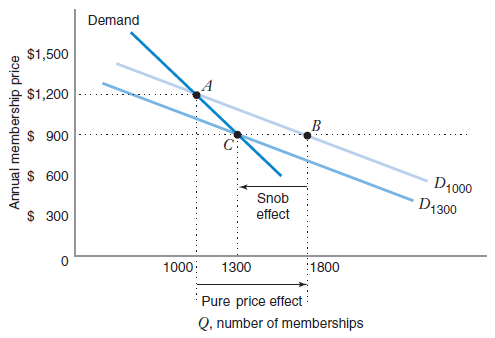 Demand
Annual membership price
$1,500
$1,200
$ 900
$ 600
$ 300
0
A
B
C
D1000
D1300
Snob
effect
1000 1300 1800
Pure price effect
Q, number of memberships